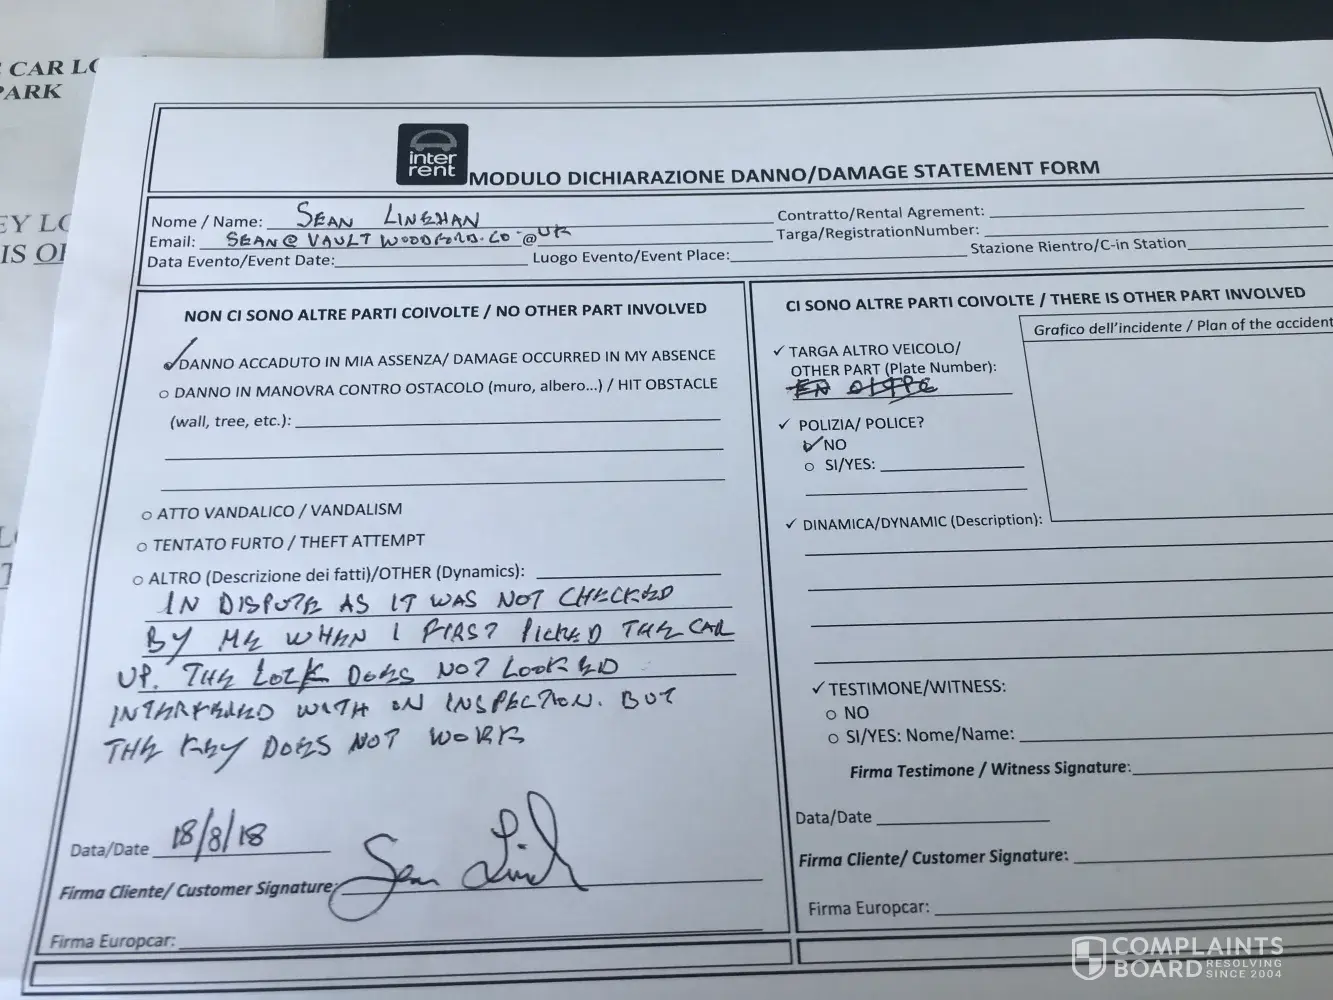 CAR LO
PARK
EY LO
IS OF
inter
rent
MODULO DICHIARAZIONE DANNO/DAMAGE STATEMENT FORM
Nome / Name: SEAN LINEHAN
Email: SEAN@VAULTWOODFORD.CO.@UK
Data Evento/Event Date:
Luogo Evento/Event Place:
Contratto/Rental Agrement:
Targa/RegistrationNumber:
Stazione Rientro/C-in Station
NON CI SONO ALTRE PARTI COIVOLTE / NO OTHER PART INVOLVED
DANNO ACCADUTO IN MIA ASSENZA/ DAMAGE OCCURRED IN MY ABSENCE
DANNO IN MANOVRA CONTRO OSTACOLO (muro, albero...) / HIT OBSTACLE
(wall, tree, etc.):
ATTO VANDALICO / VANDALISM
TENTATO FURTO / THEFT ATTEMPT
ALTRO (Descrizione dei fatti)/OTHER (Dynamics):
IN DISPUTE AS IT WAS NOT CHECKED
BY ME WHEN I FIRST PICKED THE CAR
UP. THE LOCK DOES NOT LOOKED
INTERFERED WITH ON INSPECTION. BUT
THE KEY DOES NOT WORK
Data/Date 18/8/18
Firma Cliente/ Customer Signature: Sean Lin
Firma Europcar:
CI SONO ALTRE PARTI COIVOLTE / THERE IS OTHER PART INVOLVED
Grafico dell'incidente / Plan of the accident
✓ TARGA ALTRO VEICOLO/
OTHER PART (Plate Number):
✓ POLIZIA/ POLICE?
NO
SI/YES:
✓ DINAMICA/DYNAMIC (Description):
✓ TESTIMONE/WITNESS:
NO
SI/YES: Nome/Name:
Firma Testimone / Witness Signature:
Data/Date
Firma Cliente/ Customer Signature:
Firma Europcar:
COMPLAINTS
BOARD RESOLVING
SINCE 2004